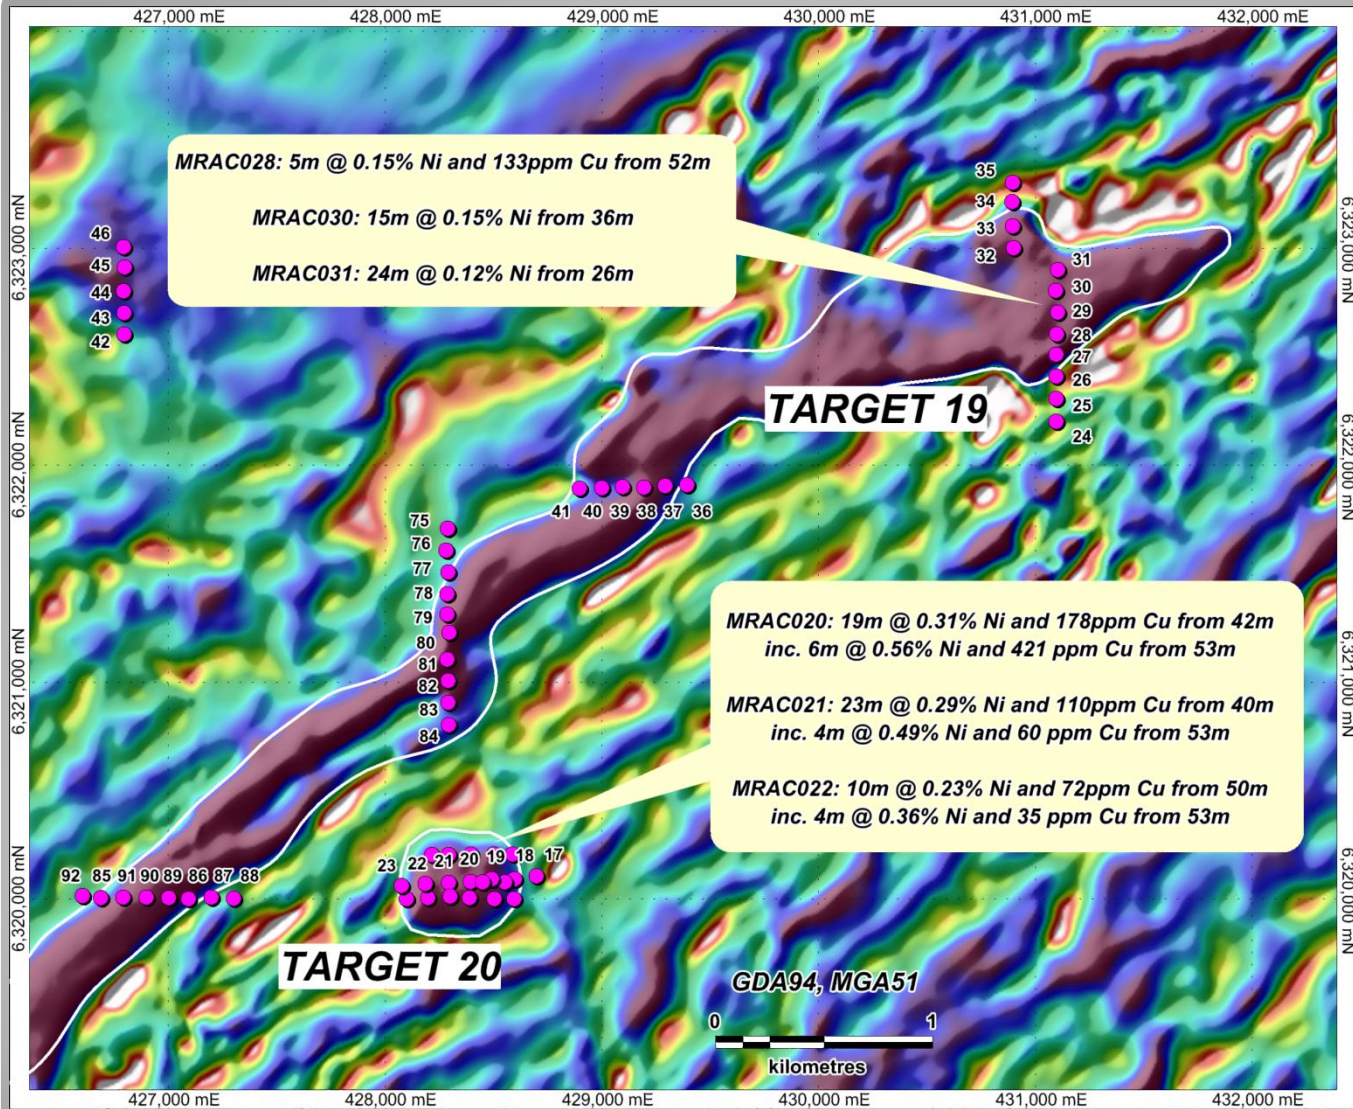 427,000 mE 428,000 mE 429,000 mE 430,000 mE 431,000 mE 432,000 mE
MRAC028: 5m @ 0.15% Ni and 133ppm Cu from 52m
MRAC030: 15m @ 0.15% Ni from 36m
MRAC031: 24m @ 0.12% Ni from 26m
6,323,000 mN
6,323,000 mN
46
45
44
43
42
35
34
33
32
31
30
29
28
27
26
25
24
TARGET 19
6,322,000 mN
6,322,000 mN
41 40 39 38 37 36
75
76
77
78
79
80
81
82
83
84
6,321,000 mN
6,321,000 mN
MRAC020: 19m @ 0.31% Ni and 178ppm Cu from 42m
inc. 6m @ 0.56% Ni and 421 ppm Cu from 53m
MRAC021: 23m @ 0.29% Ni and 110ppm Cu from 40m
inc. 4m @ 0.49% Ni and 60 ppm Cu from 53m
MRAC022: 10m @ 0.23% Ni and 72ppm Cu from 50m
inc. 4m @ 0.36% Ni and 35 ppm Cu from 53m
23 22 21 20 19 18 17
92 85 91 90 89 86 87 88
6,320,000 mN
6,320,000 mN
TARGET 20
GDA94, MGA51
0 1
kilometres
427,000 mE 428,000 mE 429,000 mE 430,000 mE 431,000 mE 432,000 mE